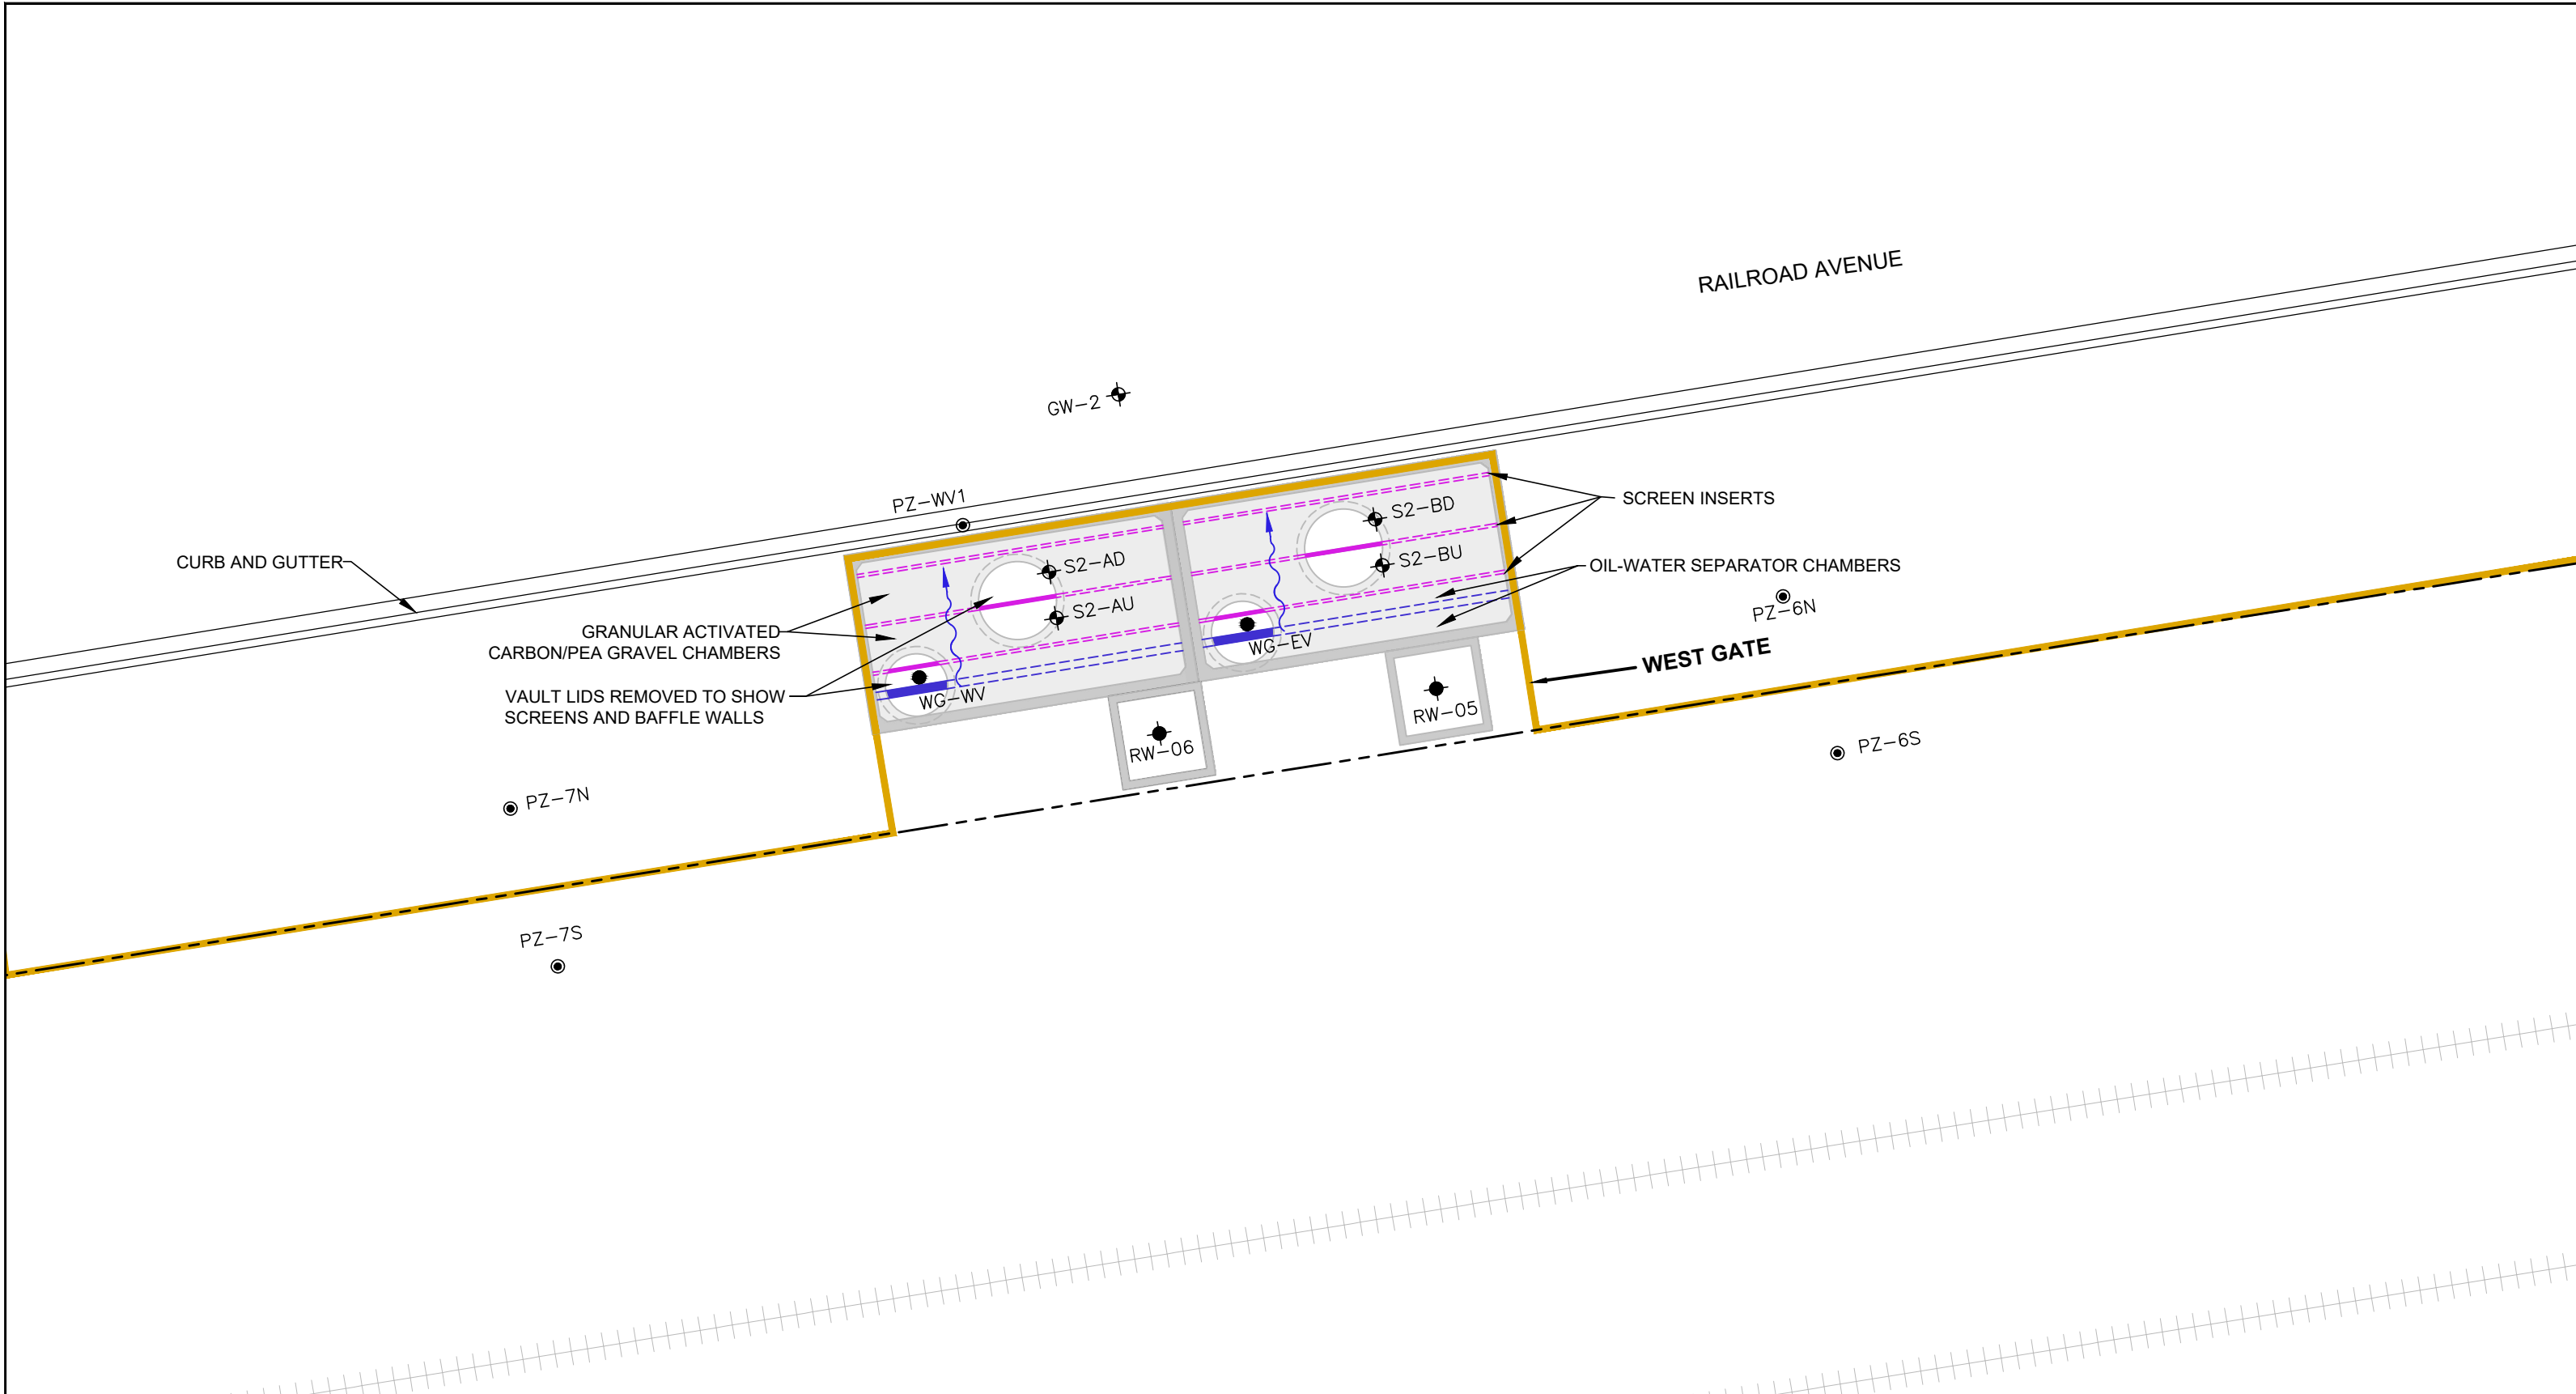 RAILROAD AVENUE
GW-2
PZ-WV1
SCREEN INSERTS
S2-BD
S2-BU
CURB AND GUTTER
S2-AD
OIL-WATER SEPARATOR CHAMBERS
S2-AU
PZ-6N
GRANULAR ACTIVATED
CARBON/PEA GRAVEL CHAMBERS
WG-EV
WEST GATE
VAULT LIDS REMOVED TO SHOW
SCREENS AND BAFFLE WALLS
WG-WV
RW-05
RW-06
PZ-6S
PZ-7N
PZ-7S